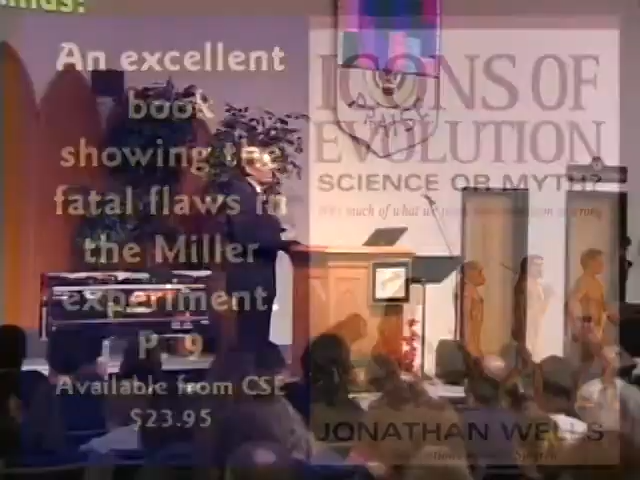 An excellent
book
showing the
fatal flaws in
the Miller
experiment.
P. 9
Available from CSE
$23.95
ICONS OF
EVOLUTION
SCIENCE OR MYTH?
JONATHAN WELLS